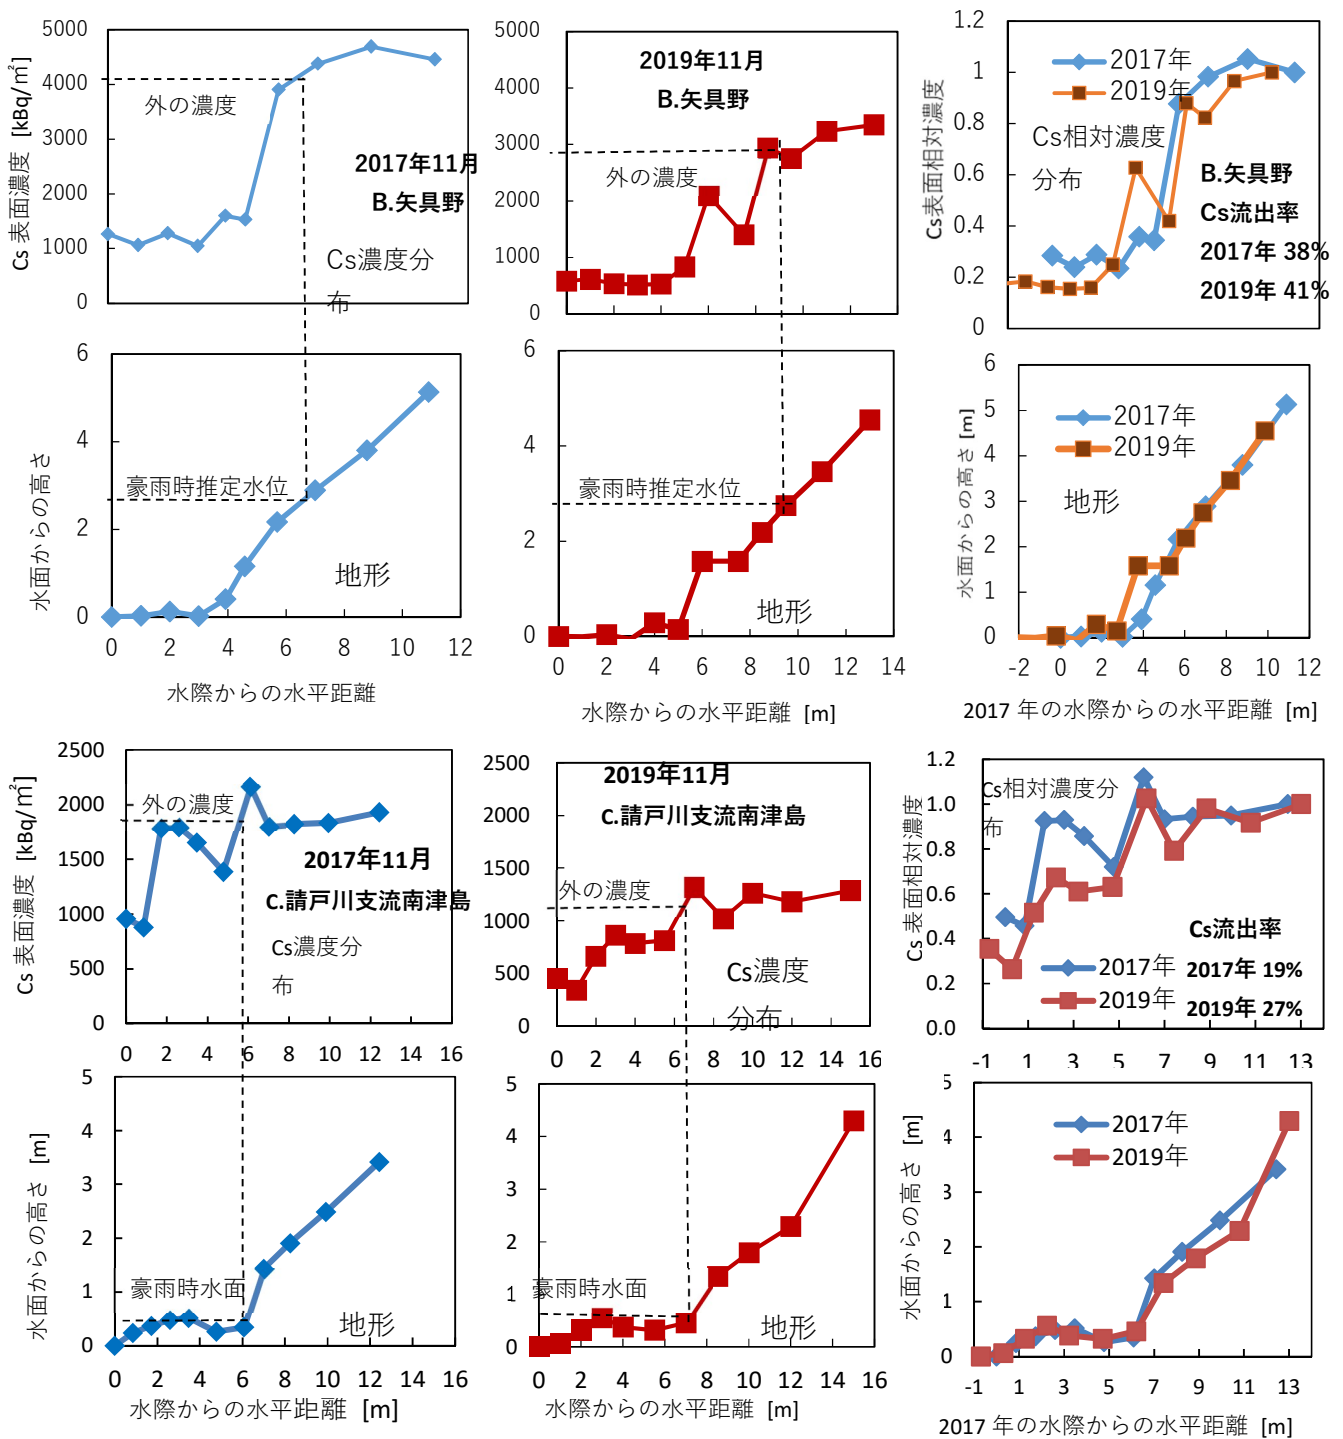 Cs 表面濃度 [kBq/㎡]
5000
4000
3000
2000
1000
0
外の濃度
2017年11月
B.矢具野
Cs濃度分
布
5000
4000
3000
2000
1000
0
2019年11月
B.矢具野
外の濃度
Cs表面相対濃度
1.2
1
0.8
0.6
0.4
0.2
0
2017年
2019年
Cs相対濃度
分布
B.矢具野
Cs流出率
2017年 38%
2019年 41%
水面からの高さ
6
4
2
0
豪雨時推定水位
地形
0 2 4 6 8 10 12
水際からの水平距離
6
4
2
0
豪雨時推定水位
地形
0 2 4 6 8 10 12 14
水際からの水平距離 [m]
水面からの高さ [m]
6
5
4
3
2
1
0
2017年
2019年
地形
-2 0 2 4 6 8 10 12
2017 年の水際からの水平距離 [m]
Cs 表面濃度 [kBq/㎡]
2500
2000
1500
1000
500
0
外の濃度
2017年11月
C.請戸川支流南津島
Cs濃度分
布
0 2 4 6 8 10 12 14 16
2500
2000
1500
1000
500
0
2019年11月
C.請戸川支流南津島
外の濃度
Cs濃度
分布
0 2 4 6 8 10 12 14 16
Cs 表面相対濃度
1.2
1.0
0.8
0.6
0.4
0.2
0.0
Cs相対濃度分
布
Cs流出率
2017年
2017年 19%
2019年
2019年 27%
-1 1 3 5 7 9 11 13
水面からの高さ [m]
5
4
3
2
1
0
豪雨時水面
地形
0 2 4 6 8 10 12 14 16
水際からの水平距離 [m]
5
4
3
2
1
0
豪雨時水面
地形
0 2 4 6 8 10 12 14 16
水際からの水平距離 [m]
水面からの高さ [m]
5
4
3
2
1
0
2017年
2019年
-1 1 3 5 7 9 11 13
2017 年の水際からの水平距離 [m]